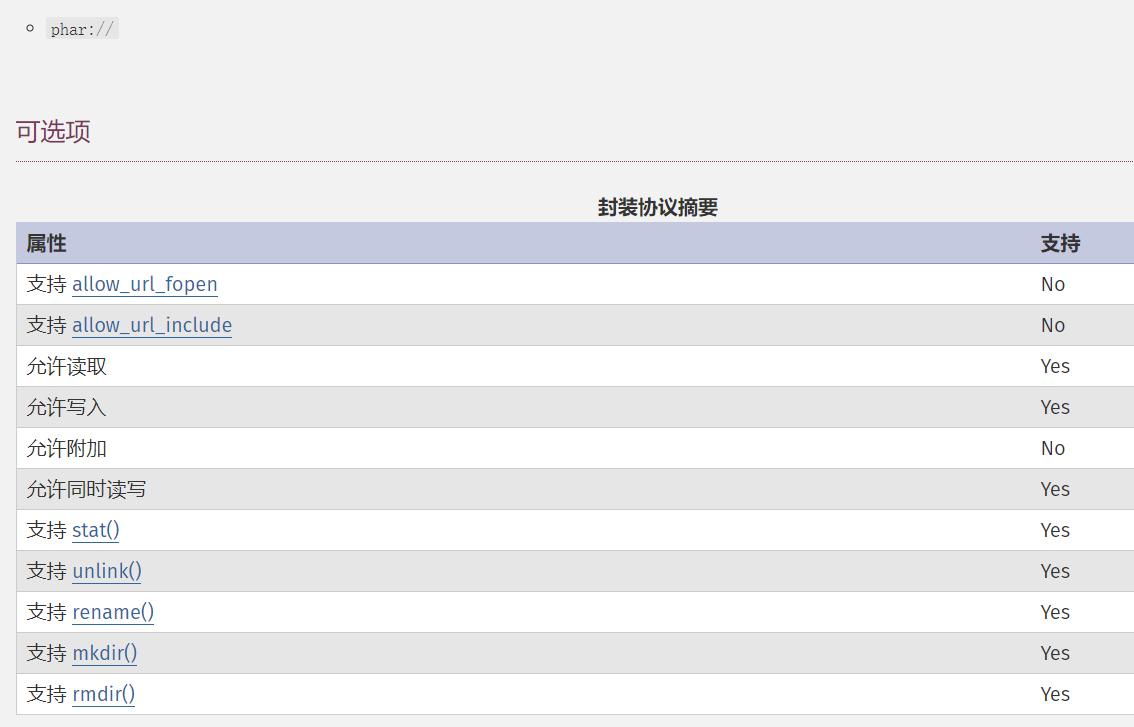 phar://
可选项
封装协议摘要
属性 支持
支持 allow_url_fopen No
支持 allow_url_include No
允许读取 Yes
允许写入 Yes
允许附加 No
允许同时读写 Yes
支持 stat() Yes
支持 unlink() Yes
支持 rename() Yes
支持 mkdir() Yes
支持 rmdir() Yes